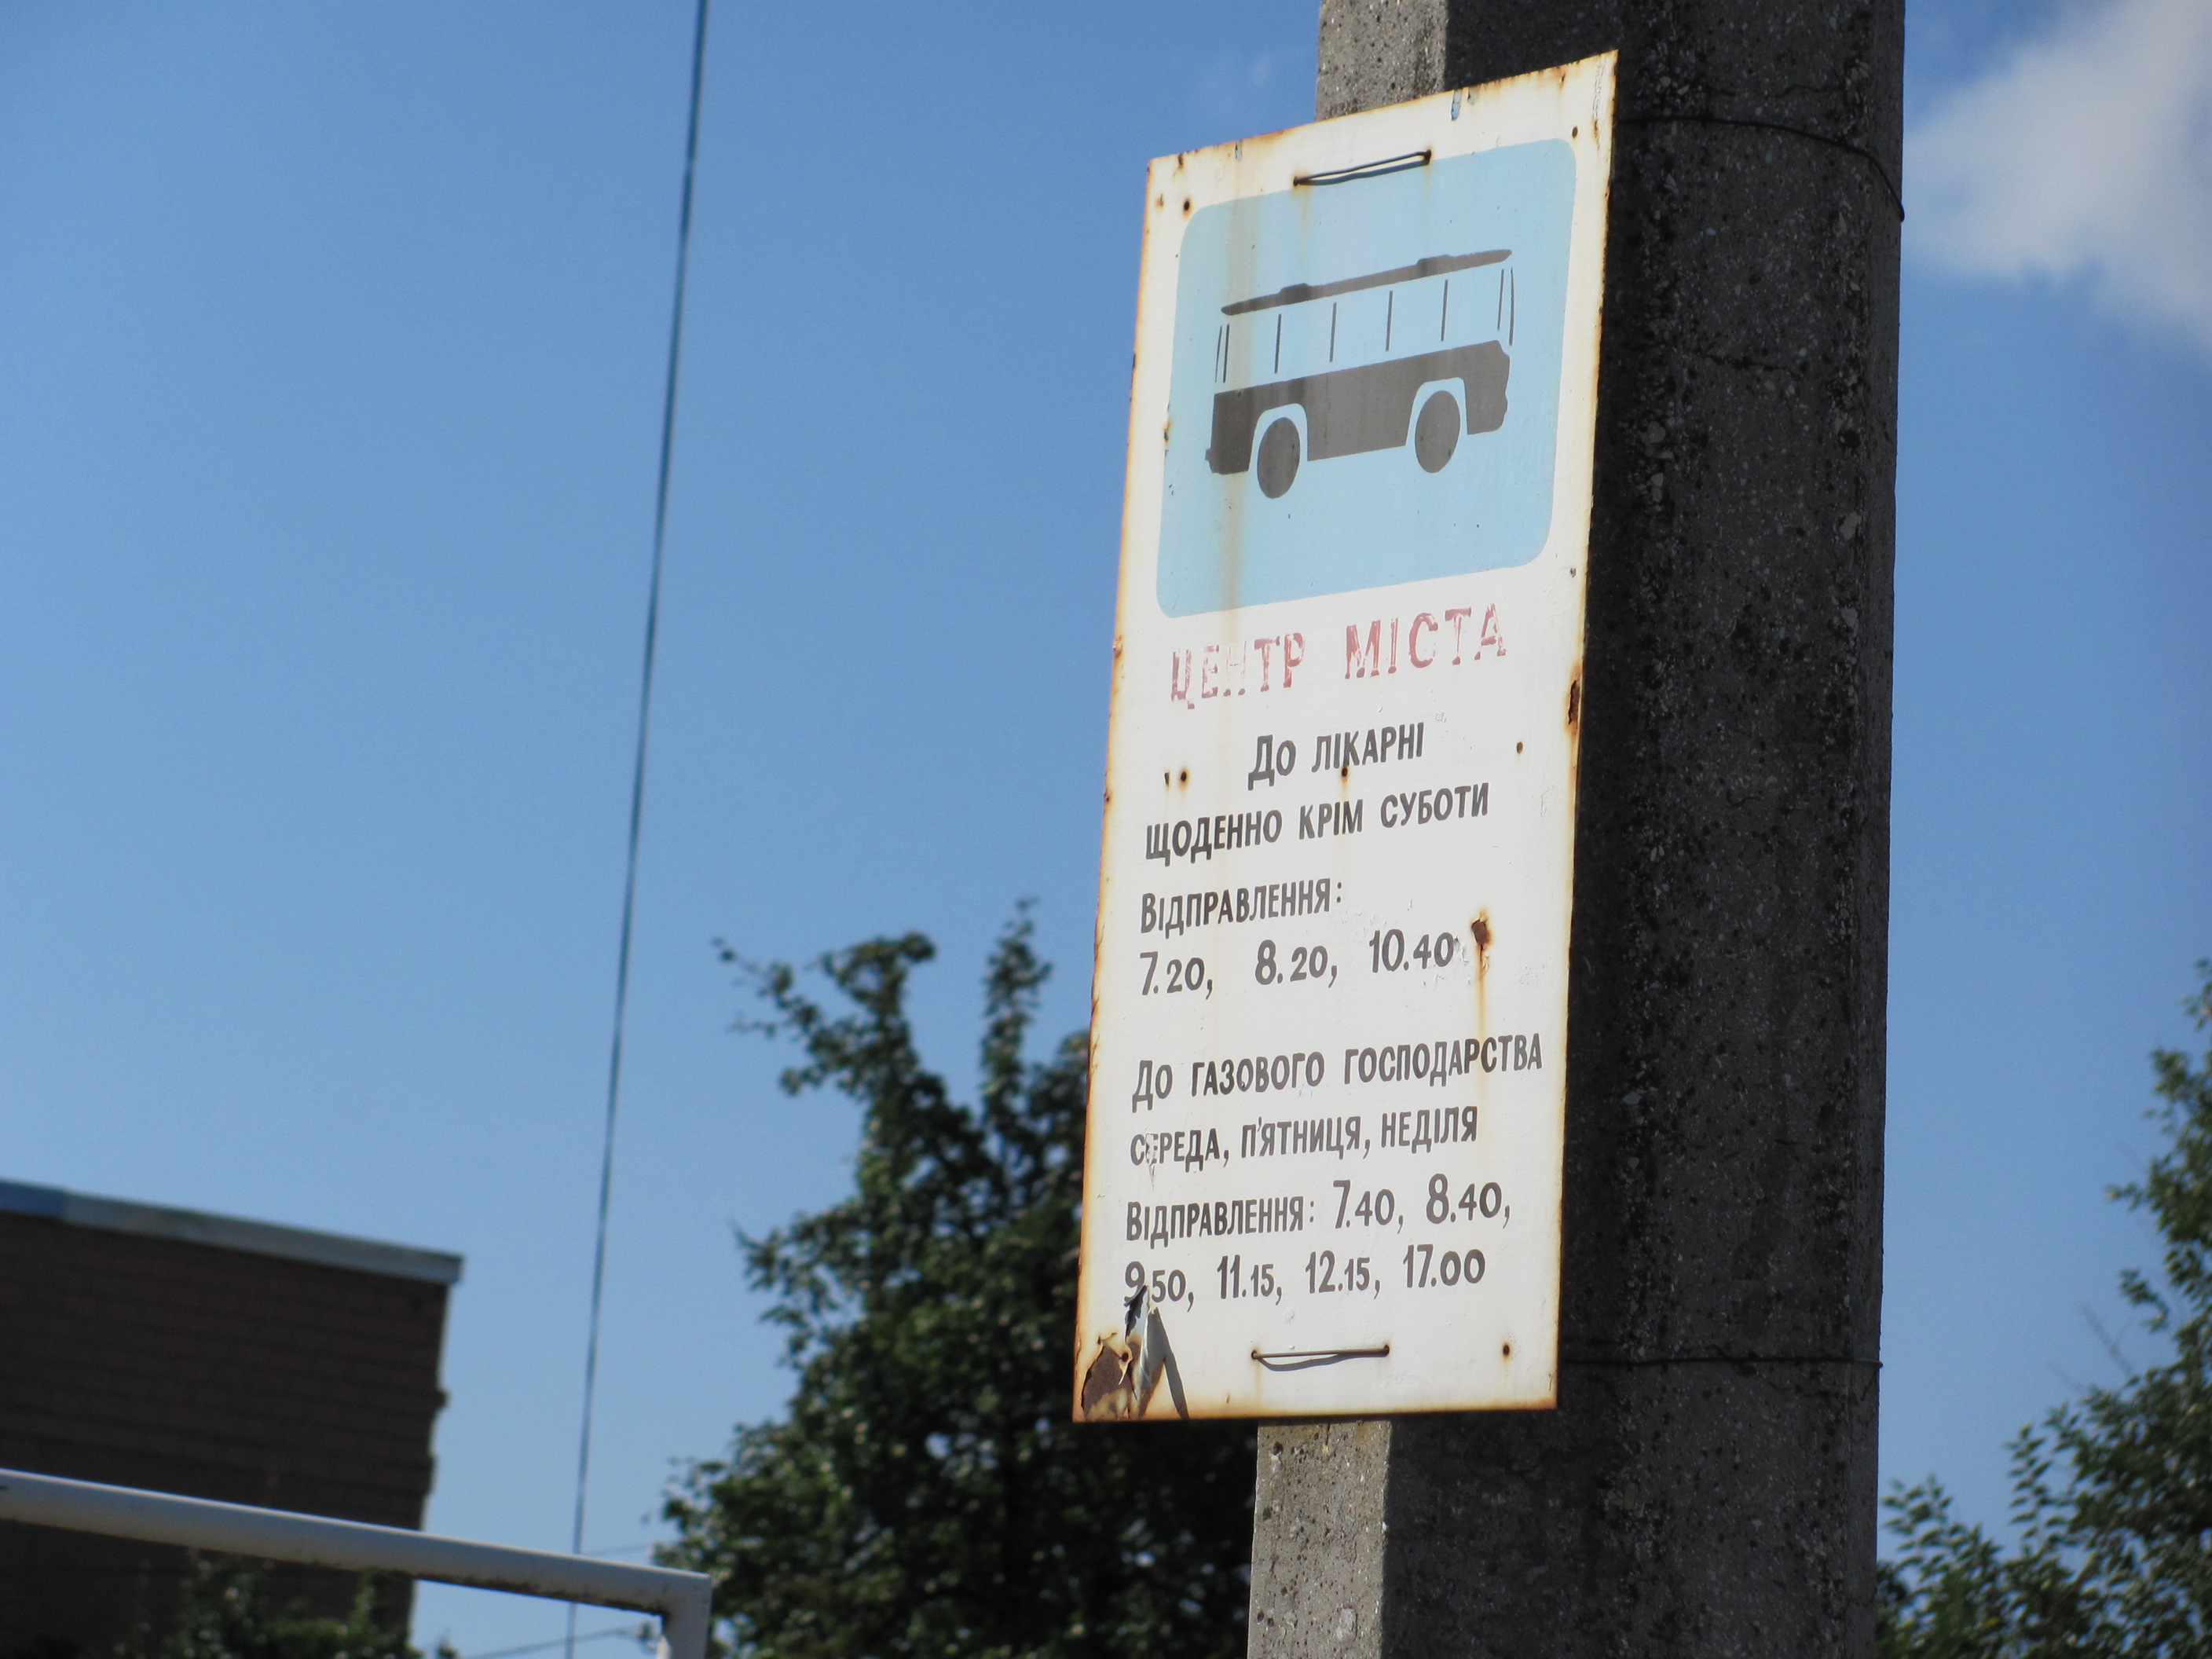 ЦЕНТР МІСТА
До ЛІКАРНІ
ЩОДЕННО КРІМ СУБОТИ
ВІДПРАВЛЕННЯ:
7.20, 8.20, 10.40
До ГАЗОВОГО ГОСПОДАРСТВА
СЕРЕДА, П'ЯТНИЦЯ, НЕДІЛЯ
ВІДПРАВЛЕННЯ: 7.40, 8.40,
9.50, 11.15, 12.15, 17.00